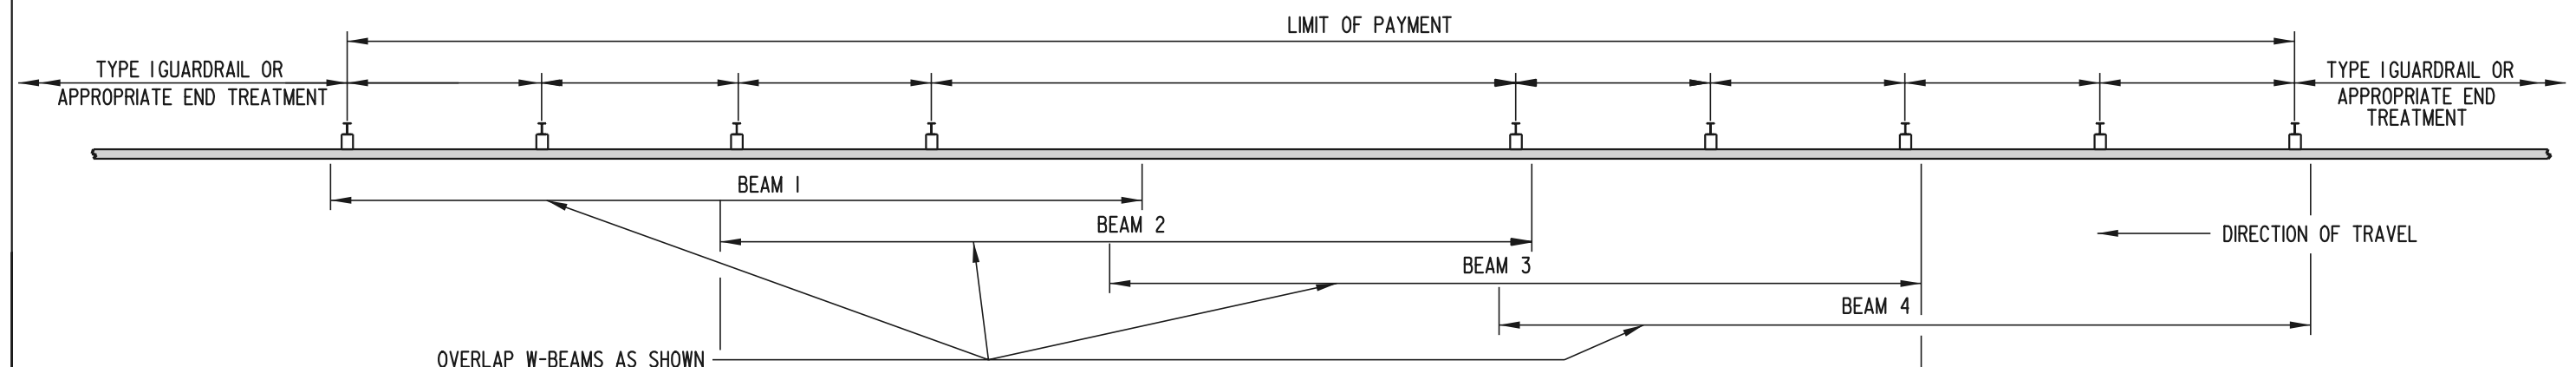 LIMIT OF PAYMENT
TYPE I GUARDRAIL OR
APPROPRIATE END TREATMENT
TYPE I GUARDRAIL OR
APPROPRIATE END
TREATMENT
BEAM 1
BEAM 2
DIRECTION OF TRAVEL
BEAM 3
BEAM 4
OVERLAP W-BEAMS AS SHOWN